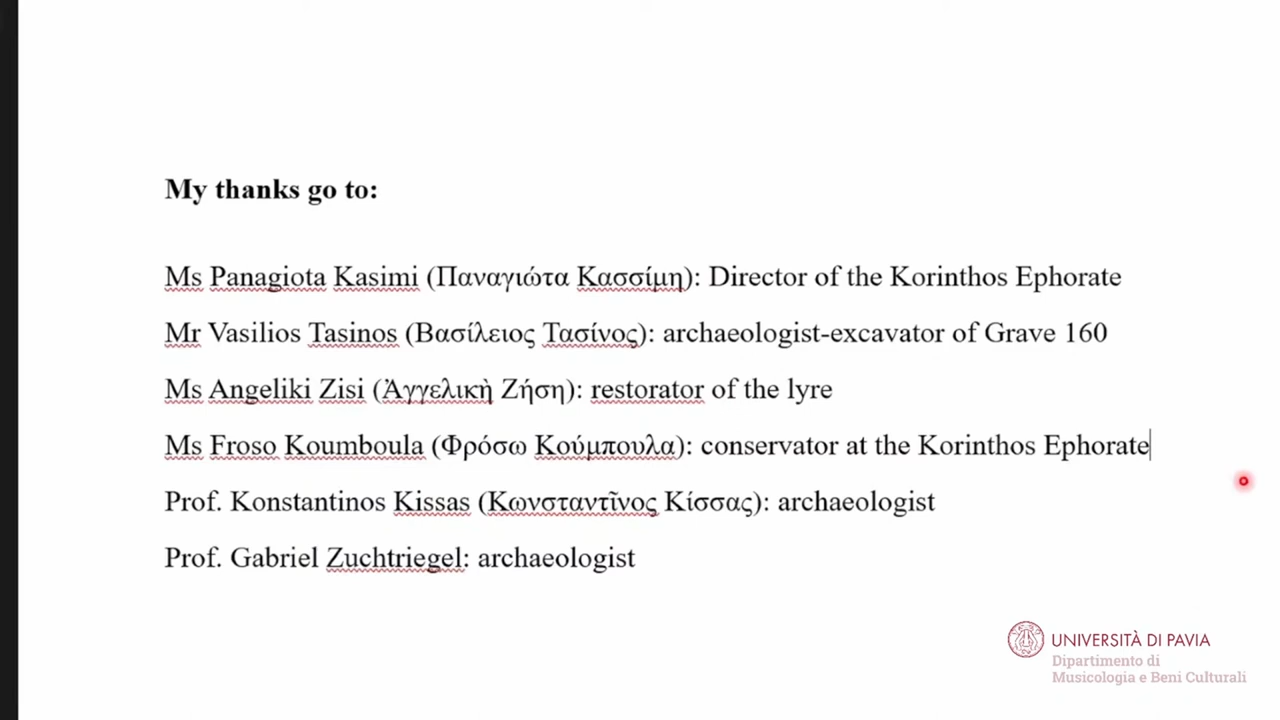 My thanks go to:
Ms Panagiota Kasimi (Παναγιώτα Κασσίμη): Director of the Korinthos Ephorate
Mr Vasilios Tasinos (Βασίλειος Τασίνος): archaeologist-excavator of Grave 160
Ms Angeliki Zisi (Ἀγγελικὴ Ζήση): restorator of the lyre
Ms Froso Koumboula (Φρόσω Κούμπουλα): conservator at the Korinthos Ephorate
Prof. Konstantinos Kissas (Κωνσταντῖνος Κίσσας): archaeologist
Prof. Gabriel Zuchtriegel: archaeologist
UNIVERSITÀ DI PAVIA
Dipartimento di
Musicologia e Beni Culturali